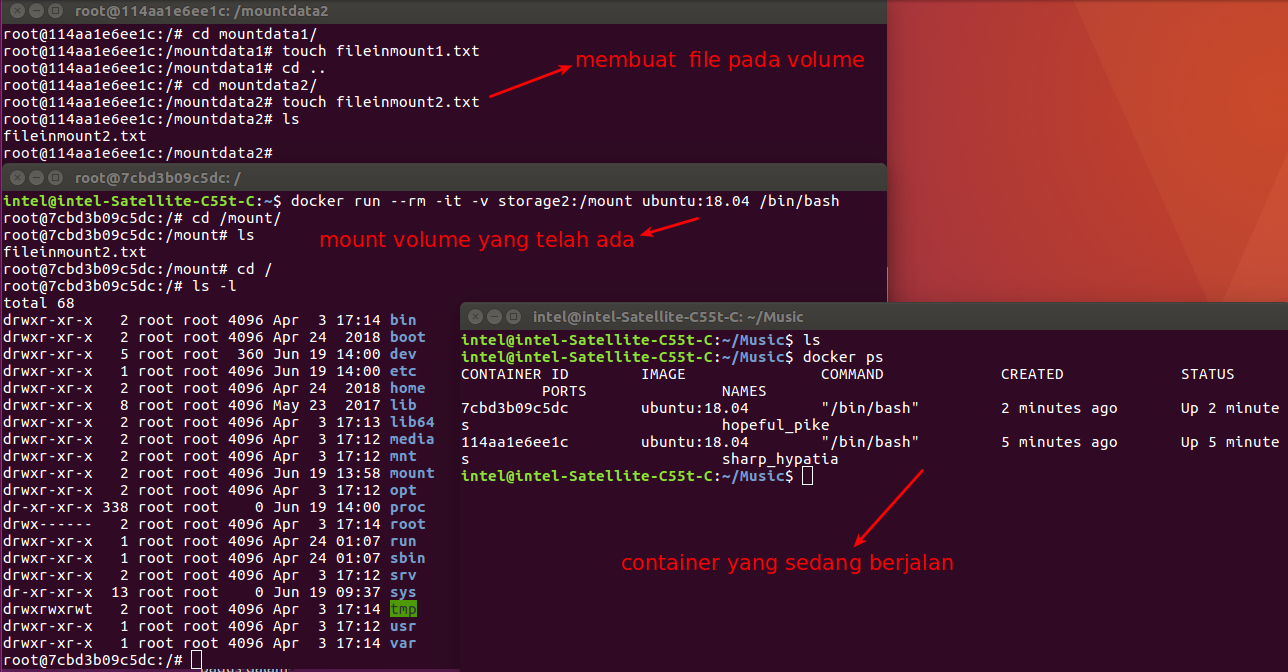 root@114aa1e6ee1c: /mountdata2
root@114aa1e6ee1c:/# cd mountdata1/
root@114aa1e6ee1c:/mountdata1# touch fileinmount1.txt
root@114aa1e6ee1c:/mountdata1# cd ..
root@114aa1e6ee1c:/# cd mountdata2/
root@114aa1e6ee1c:/mountdata2# touch fileinmount2.txt
root@114aa1e6ee1c:/mountdata2# ls
fileinmount2.txt
root@114aa1e6ee1c:/mountdata2#
membuat  file pada volume
root@7cbd3b09c5dc: /
intel@intel-Satellite-C55t-C:~$ docker run --rm -it -v storage2:/mount ubuntu:18.04 /bin/bash
root@7cbd3b09c5dc:/# cd /mount/
root@7cbd3b09c5dc:/mount# ls
fileinmount2.txt
root@7cbd3b09c5dc:/mount# cd /
root@7cbd3b09c5dc:/# ls -l
mount volume yang telah ada
total 68
drwxr-xr-x   2 root root 4096 Apr  3 17:14 bin
drwxr-xr-x   2 root root 4096 Apr 24  2018 boot
drwxr-xr-x   5 root root  360 Jun 19 14:00 dev
drwxr-xr-x   1 root root 4096 Jun 19 14:00 etc
drwxr-xr-x   2 root root 4096 Apr 24  2018 home
drwxr-xr-x   8 root root 4096 May 23  2017 lib
drwxr-xr-x   2 root root 4096 Apr  3 17:13 lib64
drwxr-xr-x   2 root root 4096 Apr  3 17:12 media
drwxr-xr-x   2 root root 4096 Apr  3 17:12 mnt
drwxr-xr-x   2 root root 4096 Jun 19 13:58 mount
drwxr-xr-x   2 root root 4096 Apr  3 17:12 opt
dr-xr-xr-x 338 root root    0 Jun 19 14:00 proc
drwx------   2 root root 4096 Apr  3 17:14 root
drwxr-xr-x   1 root root 4096 Apr 24 01:07 run
drwxr-xr-x   1 root root 4096 Apr 24 01:07 sbin
drwxr-xr-x   2 root root 4096 Apr  3 17:12 srv
dr-xr-xr-x  13 root root    0 Jun 19 09:37 sys
drwxrwxrwt   2 root root 4096 Apr  3 17:14 tmp
drwxr-xr-x   1 root root 4096 Apr  3 17:12 usr
drwxr-xr-x   1 root root 4096 Apr  3 17:14 var
root@7cbd3b09c5dc:/#
intel@intel-Satellite-C55t-C: ~/Music
intel@intel-Satellite-C55t-C:~/Music$ ls
intel@intel-Satellite-C55t-C:~/Music$ docker ps
CONTAINER ID        IMAGE               COMMAND             CREATED             STATUS
         PORTS               NAMES
7cbd3b09c5dc        ubuntu:18.04        "/bin/bash"         2 minutes ago       Up 2 minute
s                            hopeful_pike
114aa1e6ee1c        ubuntu:18.04        "/bin/bash"         5 minutes ago       Up 5 minute
s                            sharp_hypatia
intel@intel-Satellite-C55t-C:~/Music$
container yang sedang berjalan